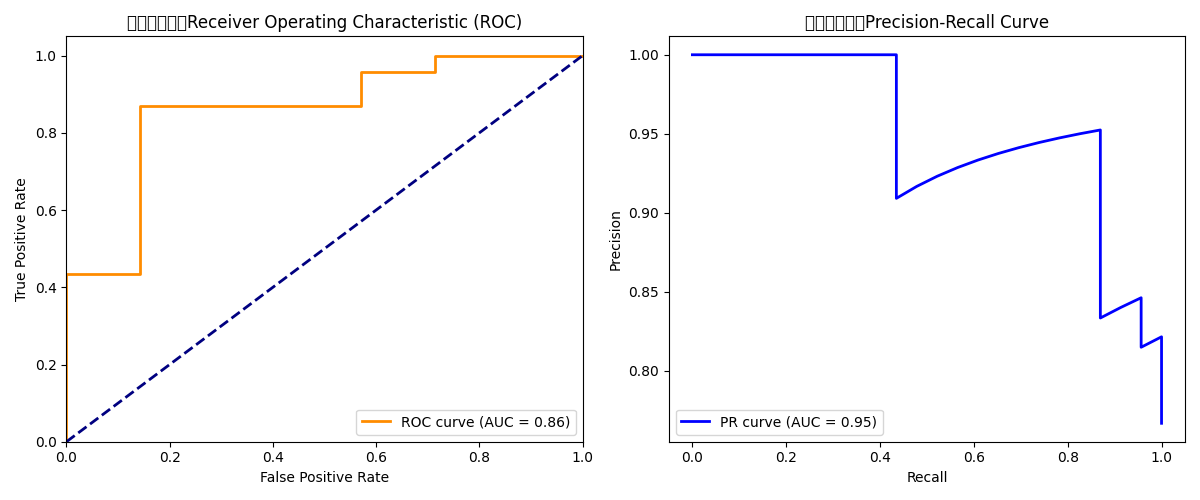 Receiver Operating Characteristic (ROC)
1.0
0.8
0.6
0.4
0.2
0.0
True Positive Rate
0.0 0.2 0.4 0.6 0.8 1.0
False Positive Rate
ROC curve (AUC = 0.86)
Precision-Recall Curve
1.00
0.95
0.90
0.85
0.80
Precision
0.0 0.2 0.4 0.6 0.8 1.0
Recall
PR curve (AUC = 0.95)